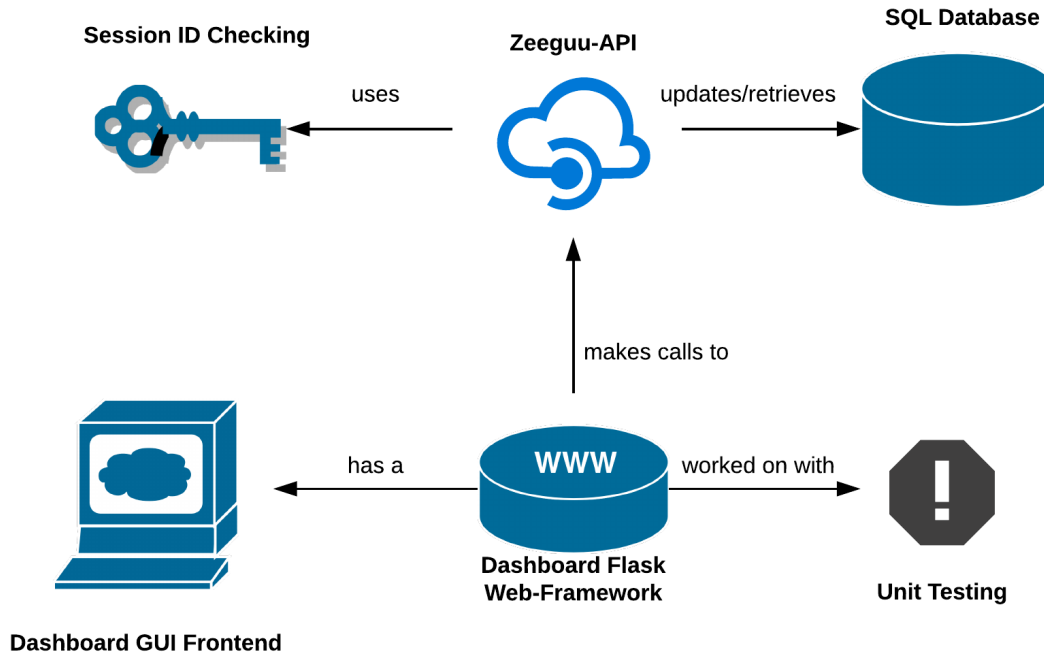 Session ID Checking
Zeeguu-API
SQL Database
uses
updates/retrieves
makes calls to
has a
WWW
worked on with
Dashboard Flask
Web-Framework
Unit Testing
Dashboard GUI Frontend